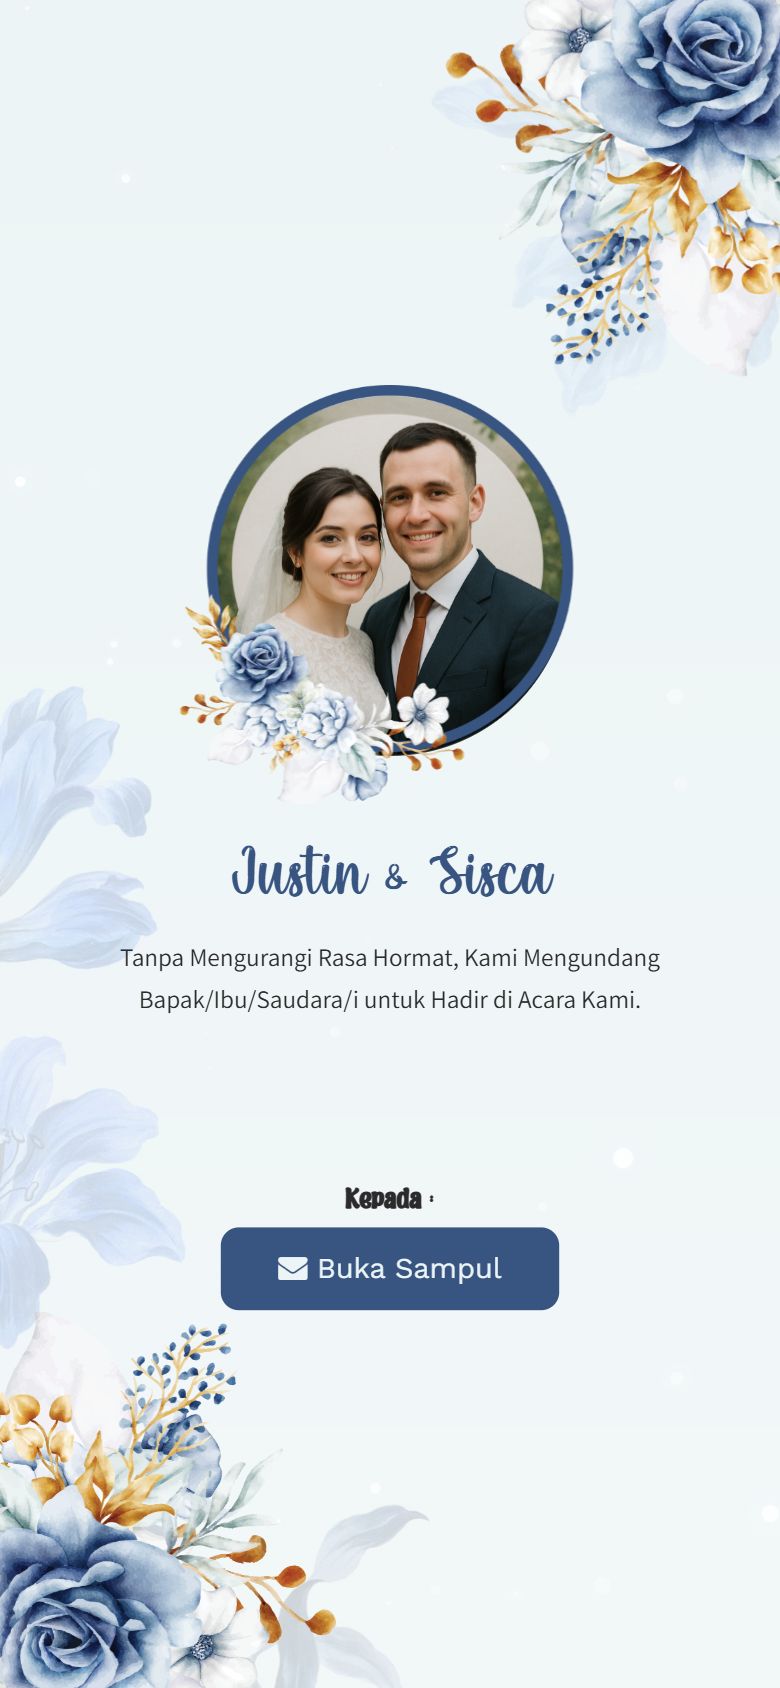 Justin & Sisca
Tanpa Mengurangi Rasa Hormat, Kami Mengundang
Bapak/Ibu/Saudara/i untuk Hadir di Acara Kami.
Kepada :
Buka Sampul